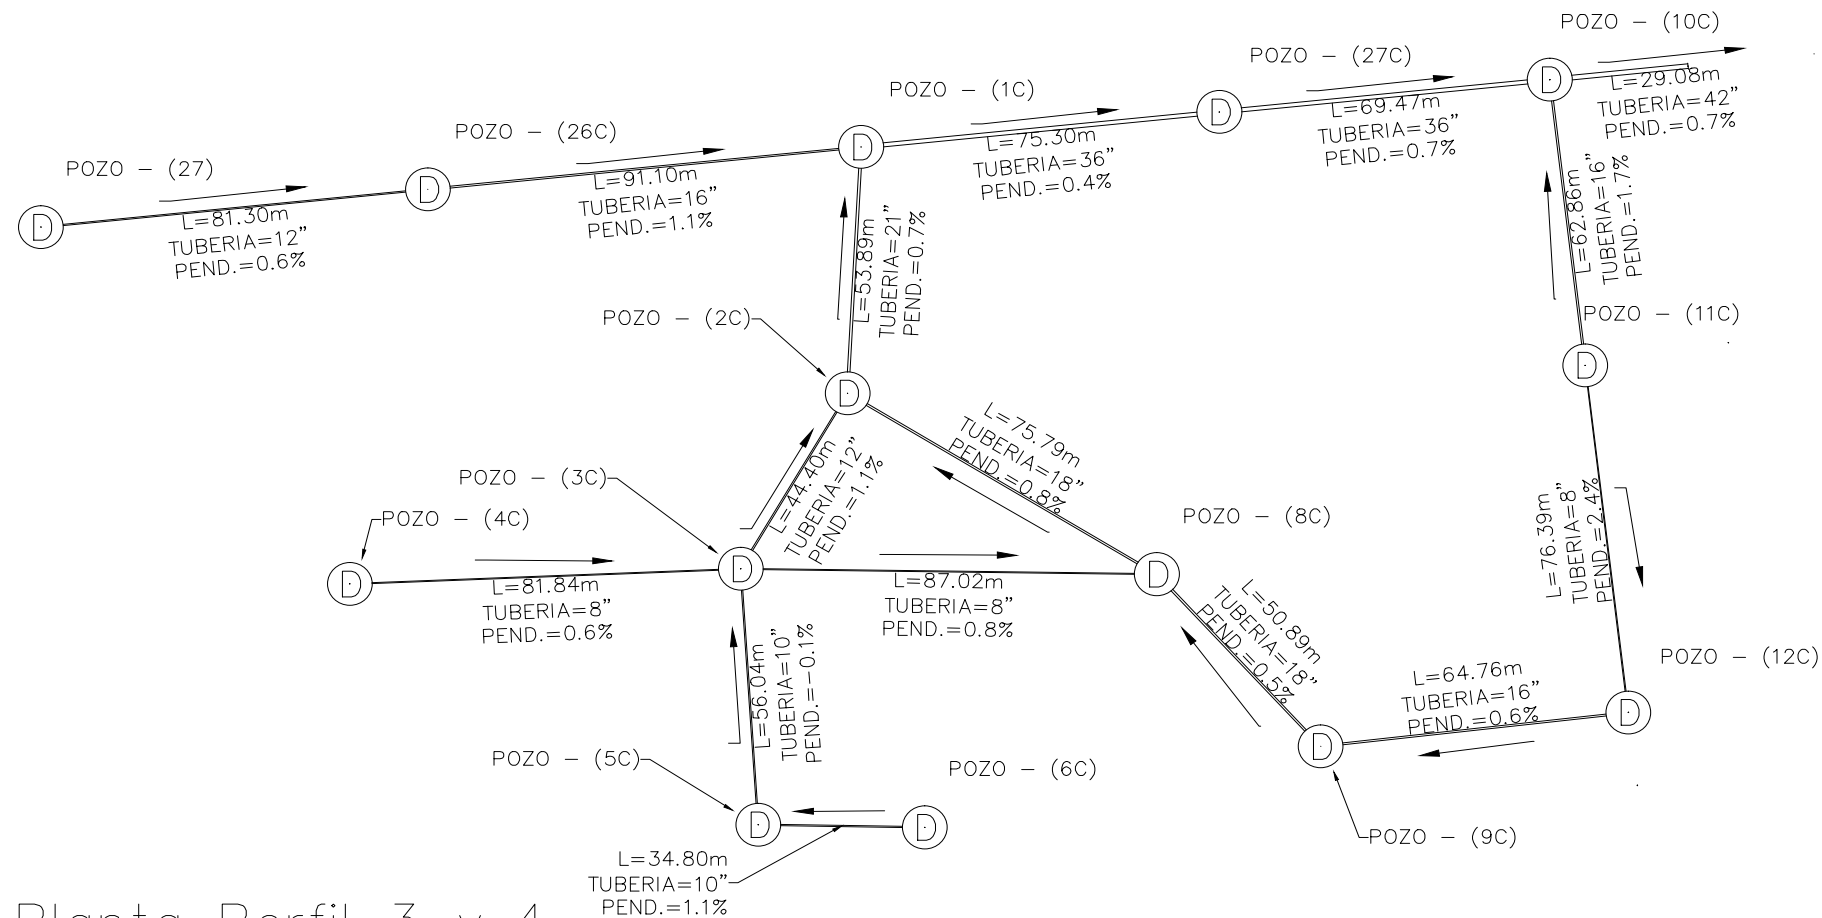 POZO - (10C)
POZO - (27C)
D
L=29.08m
TUBERIA=42"
PEND.=0.7%
POZO - (1C)
D
L=69.47m
TUBERIA=36"
PEND.=0.7%
POZO - (26C)
D
L=75.30m
TUBERIA=36"
PEND.=0.4%
POZO - (27)
D
L=91.10m
TUBERIA=16"
PEND.=1.1%
D
L=81.30m
TUBERIA=12"
PEND.=0.6%
L=53.89m
TUBERIA=21"
PEND.=0.7%
L=62.86m
TUBERIA=16"
PEND.=1.7%
POZO - (2C)
D
POZO - (11C)
D
L=75.79m
TUBERIA=18"
PEND.=0.8%
L=44.40m
TUBERIA=12"
PEND.=1.1%
POZO - (3C)
POZO - (4C)
POZO - (8C)
L=76.39m
TUBERIA=8"
PEND.=2.4%
D
D
D
L=81.84m
TUBERIA=8"
PEND.=0.6%
L=87.02m
TUBERIA=8"
PEND.=0.8%
L=50.89m
TUBERIA=18"
PEND.=0.5%
L=56.04m
TUBERIA=10"
PEND.=-0.1%
L=64.76m
TUBERIA=16"
PEND.=0.6%
POZO - (12C)
D
D
POZO - (5C)
POZO - (6C)
D
D
POZO - (9C)
L=34.80m
TUBERIA=10"
PEND.=1.1%
Planta Perfil 3 y 4
D